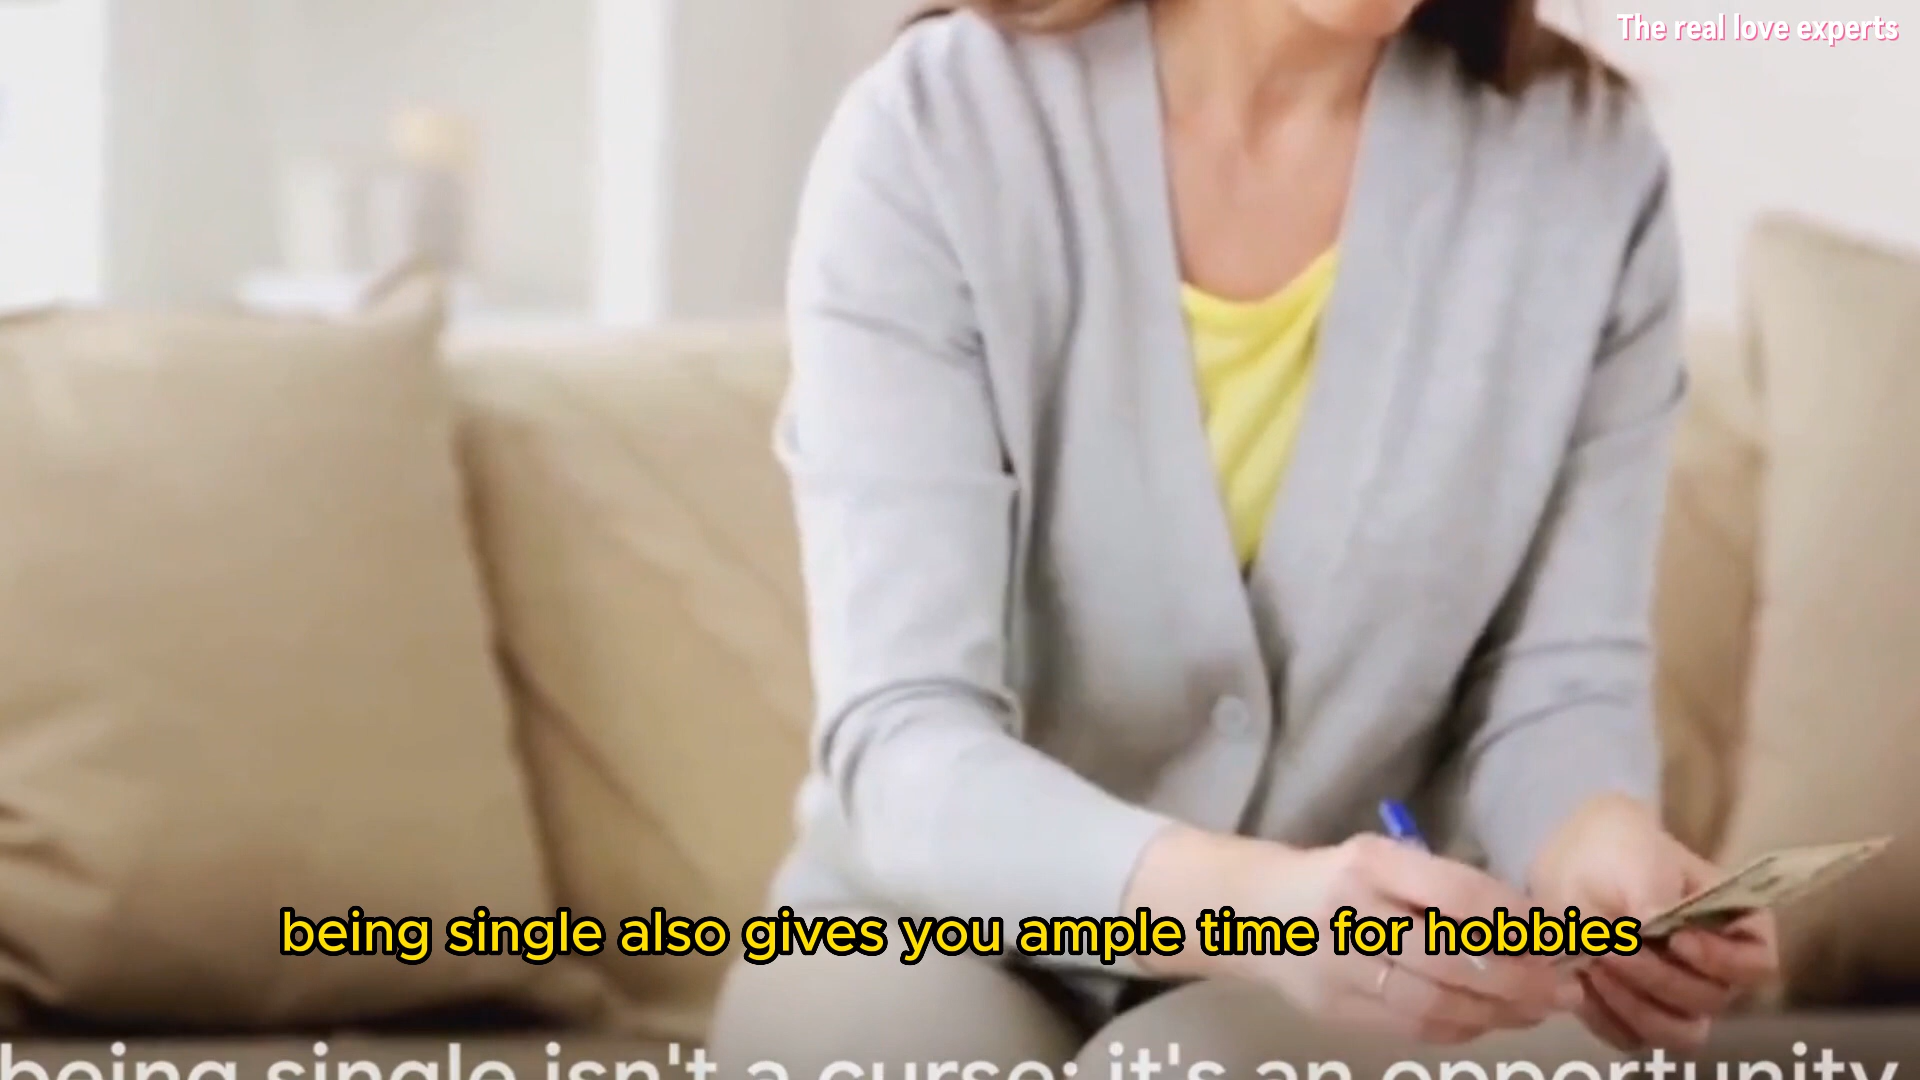 The real love experts
being single also gives you ample time for hobbies
being single isn't a curse; it's an opportunity